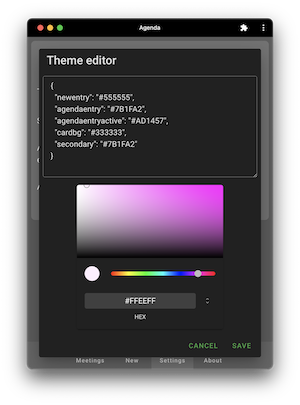 Agenda
Theme editor
{
"newentry": "#555555",
"agendaentry": "#7B1FA2",
"agendaentryactive": "#AD1457",
"cardbg": "#333333",
"secondary": "#7B1FA2"
}
#FFEEFF
HEX
CANCEL SAVE
Meetings New Settings About